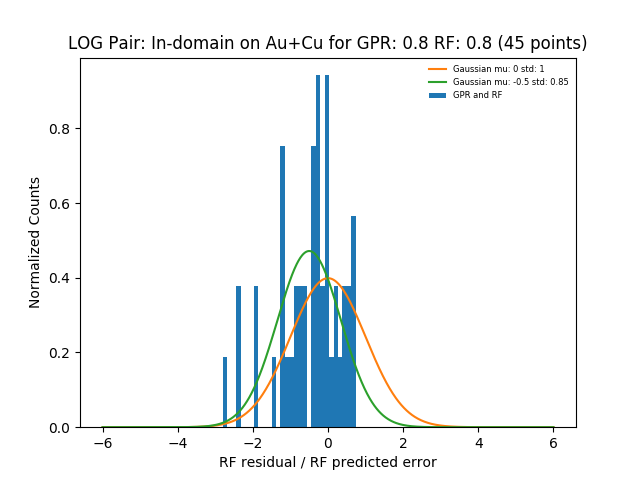 LOG Pair: In-domain on Au+Cu for GPR: 0.8 RF: 0.8 (45 points)
Gaussian mu: 0 std: 1
Gaussian mu: -0.5 std: 0.85
GPR and RF
Normalized Counts
0.8
0.6
0.4
0.2
0.0
−6 −4 −2 0 2 4 6
RF residual / RF predicted error